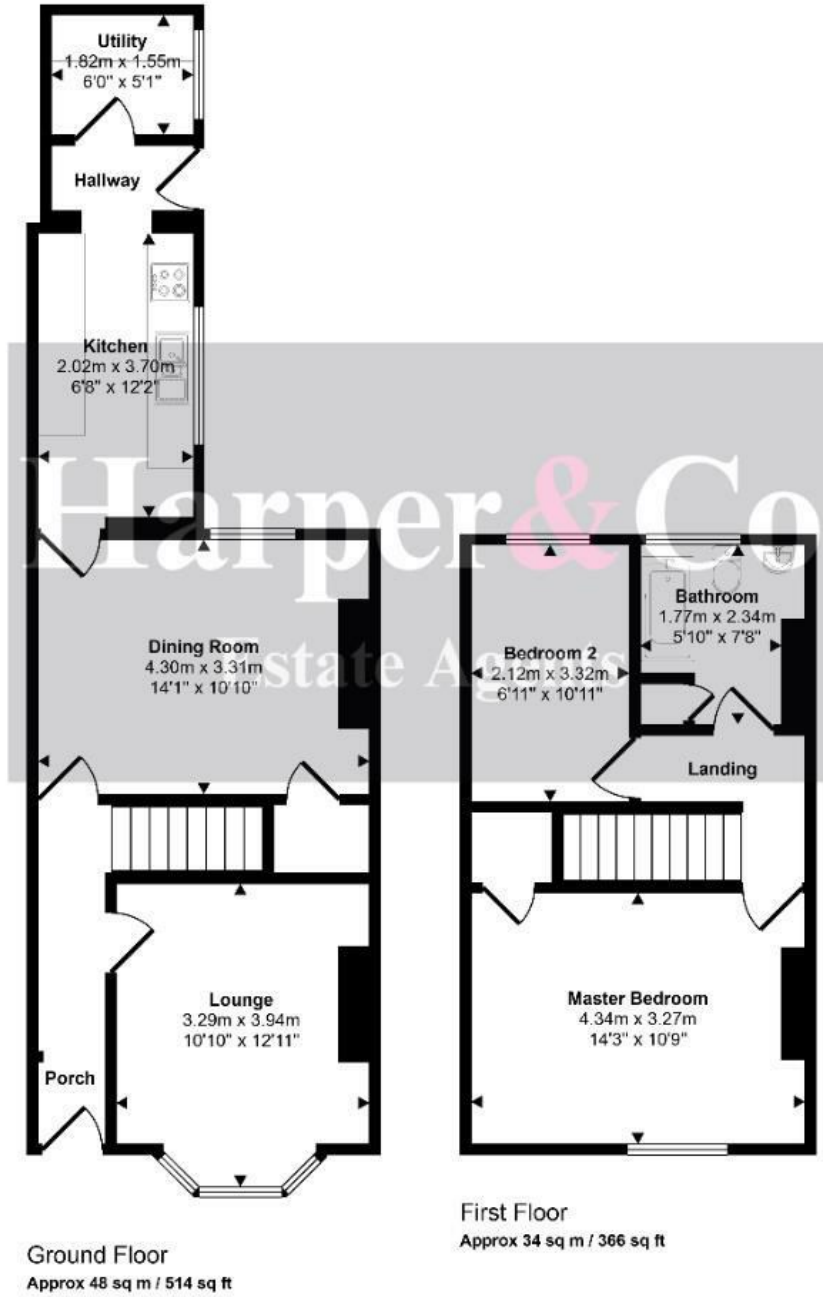 Utility
1.82m x 1.55m
6'0" x 5'1"
Hallway
Kitchen
2.02m x 3.70m
6'8" x 12'2"
Harper&Co
Estate Agents
Dining Room
4.30m x 3.31m
14'1" x 10'10"
Lounge
3.29m x 3.94m
10'10" x 12'11"
Porch
Ground Floor
Approx 48 sq m / 514 sq ft
Bathroom
1.77m x 2.34m
5'10" x 7'8"
Bedroom 2
2.12m x 3.32m
6'11" x 10'11"
Landing
Master Bedroom
4.34m x 3.27m
14'3" x 10'9"
First Floor
Approx 34 sq m / 366 sq ft